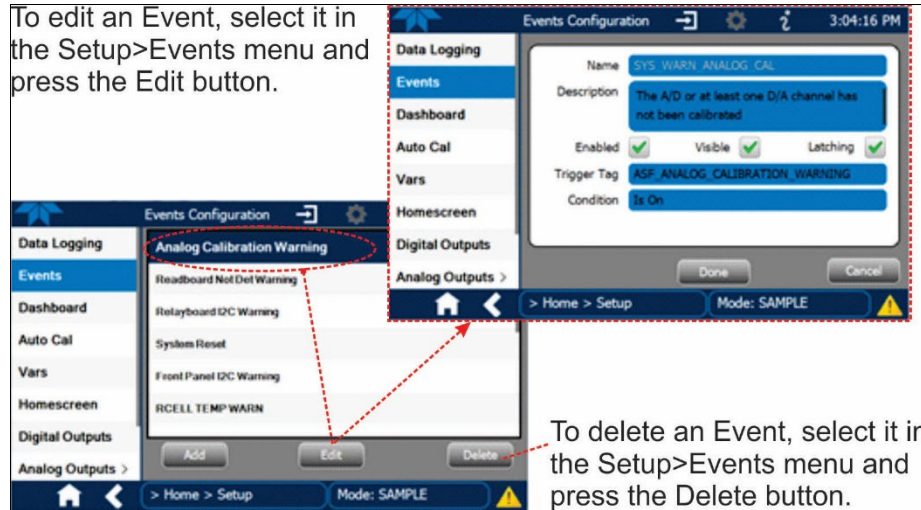 To edit an Event, select it in
the Setup>Events menu and
press the Edit button.
Events Configuration
3:04:16 PM
Data Logging
Events
Dashboard
Auto Cal
Vars
Homescreen
Digital Outputs
Analog Outputs >
Name SYS_WARN_ANALOG_CAL
Description The A/D or at least one D/A channel has
not been calibrated
Enabled Visible Latching
Trigger Tag ASF_ANALOG_CALIBRATION_WARNING
Condition Is On
Done Cancel
> Home > Setup Mode: SAMPLE
Events Configuration
Data Logging
Events
Dashboard
Auto Cal
Vars
Homescreen
Digital Outputs
Analog Outputs >
Analog Calibration Warning
Readboard Not Det Warning
Relayboard I2C Warning
System Reset
Front Panel I2C Warning
RCELL TEMP WARN
Add Edit Delete
> Home > Setup Mode: SAMPLE
To delete an Event, select it in
the Setup>Events menu and
press the Delete button.